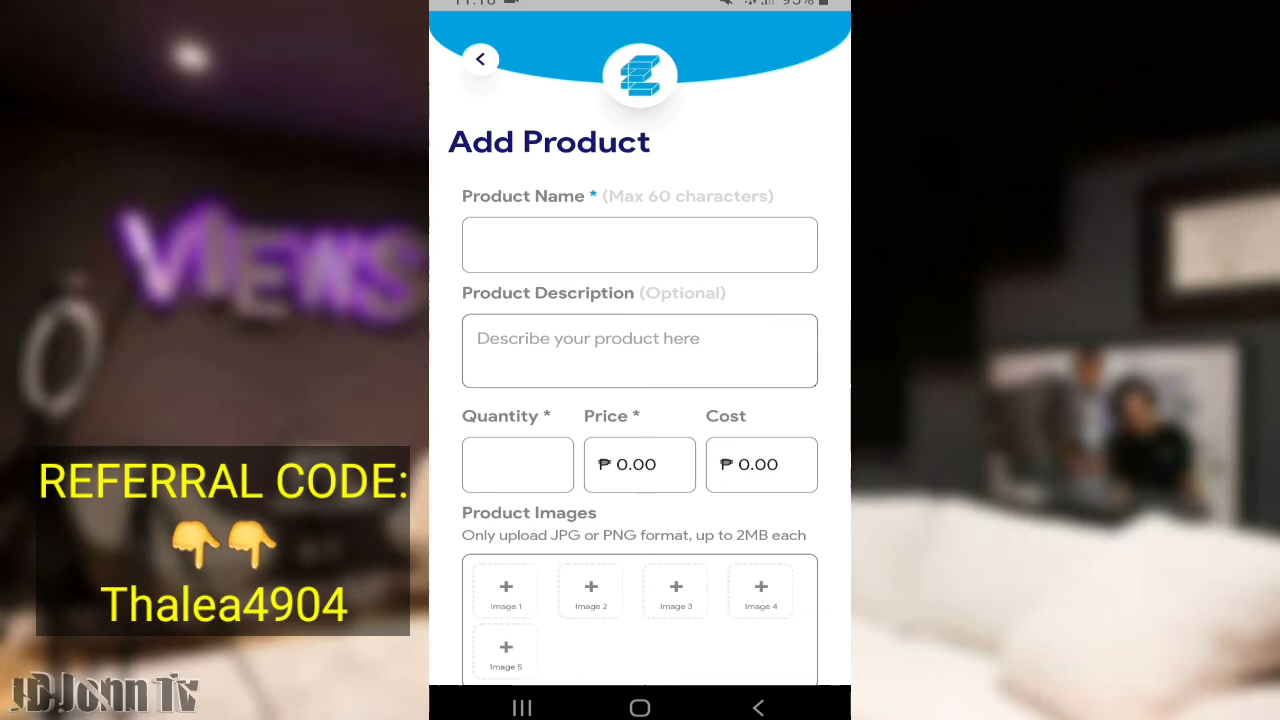 Add Product
Product Name * (Max 60 characters)
Product Description (Optional)
Describe your product here
Quantity * Price * Cost
₱ 0.00 ₱ 0.00
Product Images
Only upload JPG or PNG format, up to 2MB each
+ + + +
Image 1 Image 2 Image 3 Image 4
+
Image 5
VIEWS
REFERRAL CODE:
👇👇
Thalea4904
JDJohn Tv